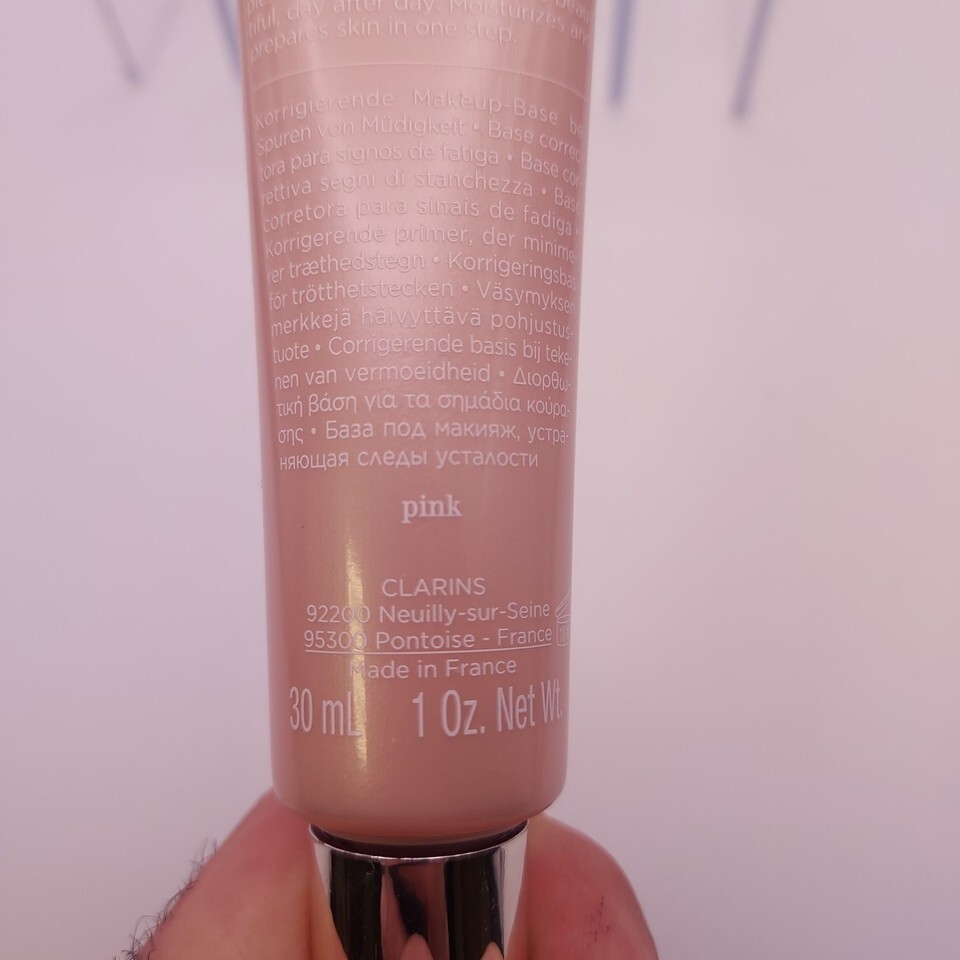 tiful, day after day. Moisturizes and
prepares skin in one step.
Korrigierende Makeup-Base bei
Spuren von Müdigkeit • Base correc-
tora para signos de fatiga • Base cor-
rettiva segni di stanchezza • Base
corretora para sinais de fadiga •
Korrigerende primer, der minime-
rer træthedstegn • Korrigeringsbas
för trötthetstecken • Väsymyksen
merkkejä häivyttävä pohjustus-
tuote • Corrigerende basis bij teke-
nen van vermoeidheid • Διορθω-
τική βάση για τα σημάδια κούρα-
σης • База под макияж, устра-
няющая следы усталости
pink
CLARINS
92200 Neuilly-sur-Seine
95300 Pontoise - France
Made in France
30 mL 1 Oz. Net Wt.